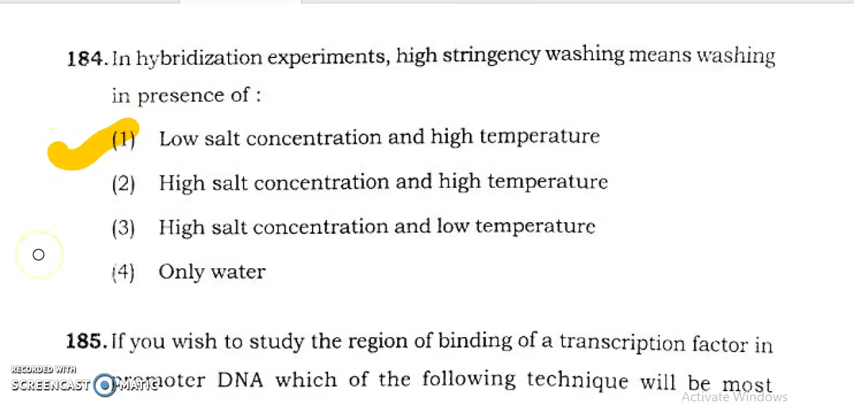 184. In hybridization experiments, high stringency washing means washing
in presence of :
(1) Low salt concentration and high temperature
(2) High salt concentration and high temperature
(3) High salt concentration and low temperature
(4) Only water
185. If you wish to study the region of binding of a transcription factor in
promoter DNA which of the following technique will be most
RECORDED WITH
SCREENCAST O MATIC
Activate Windows